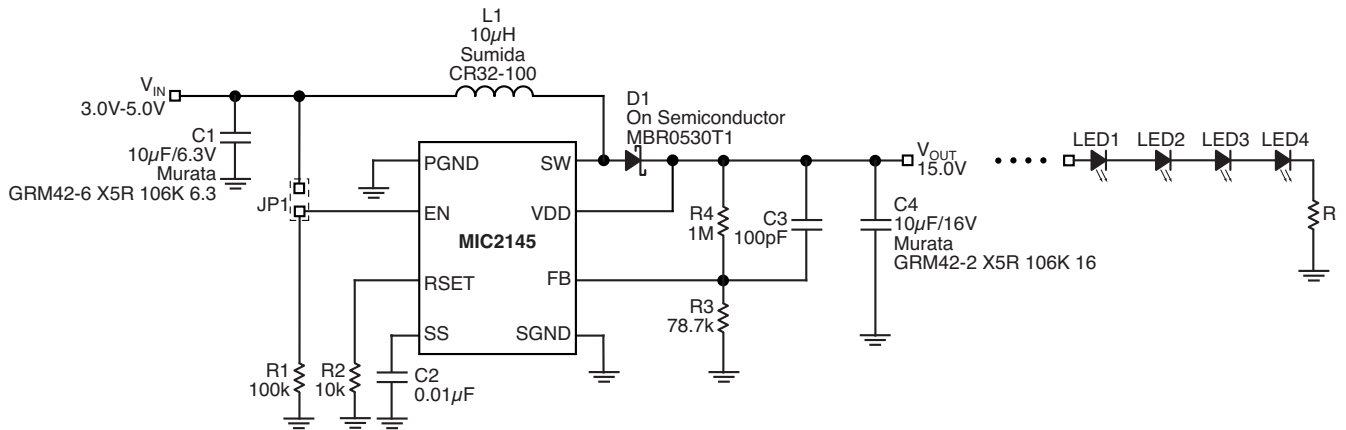 L1
10µH
Sumida
CR32-100
VIN
3.0V-5.0V
C1
10µF/6.3V
Murata
GRM42-6 X5R 106K 6.3
JP1
D1
On Semiconductor
MBR0530T1
PGND
SW
EN
VDD
MIC2145
RSET
FB
SS
SGND
R4
1M
C3
100pF
VOUT
15.0V
C4
10µF/16V
Murata
GRM42-2 X5R 106K 16
R3
78.7k
R1
100k
R2
10k
C2
0.01µF
LED1
LED2
LED3
LED4
R